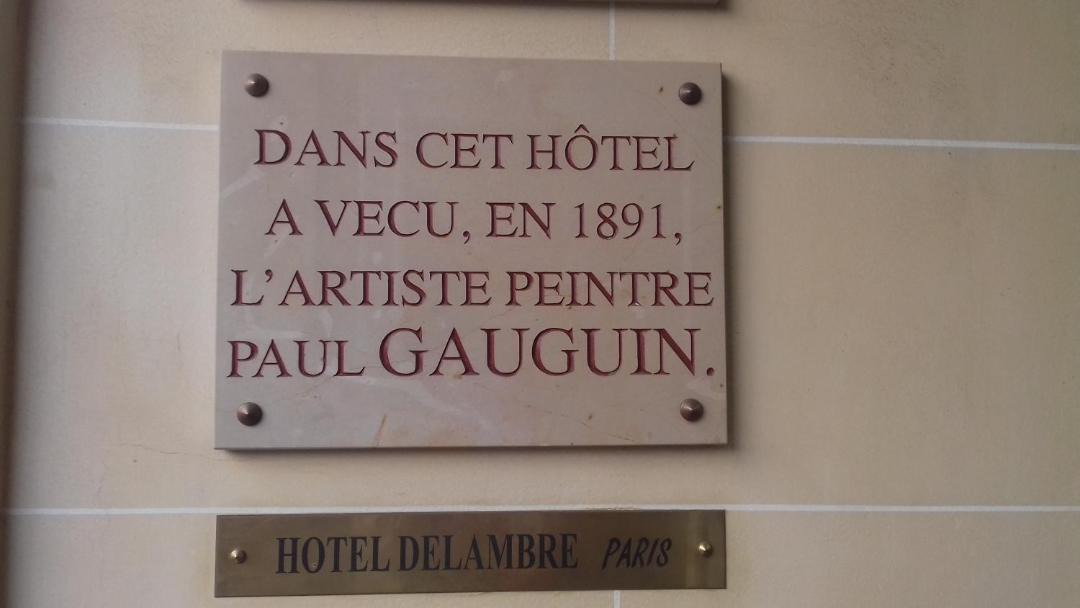 DANS CET HÔTEL
A VECU, EN 1891,
L'ARTISTE PEINTRE
PAUL GAUGUIN.
HOTEL DELAMBRE PARIS